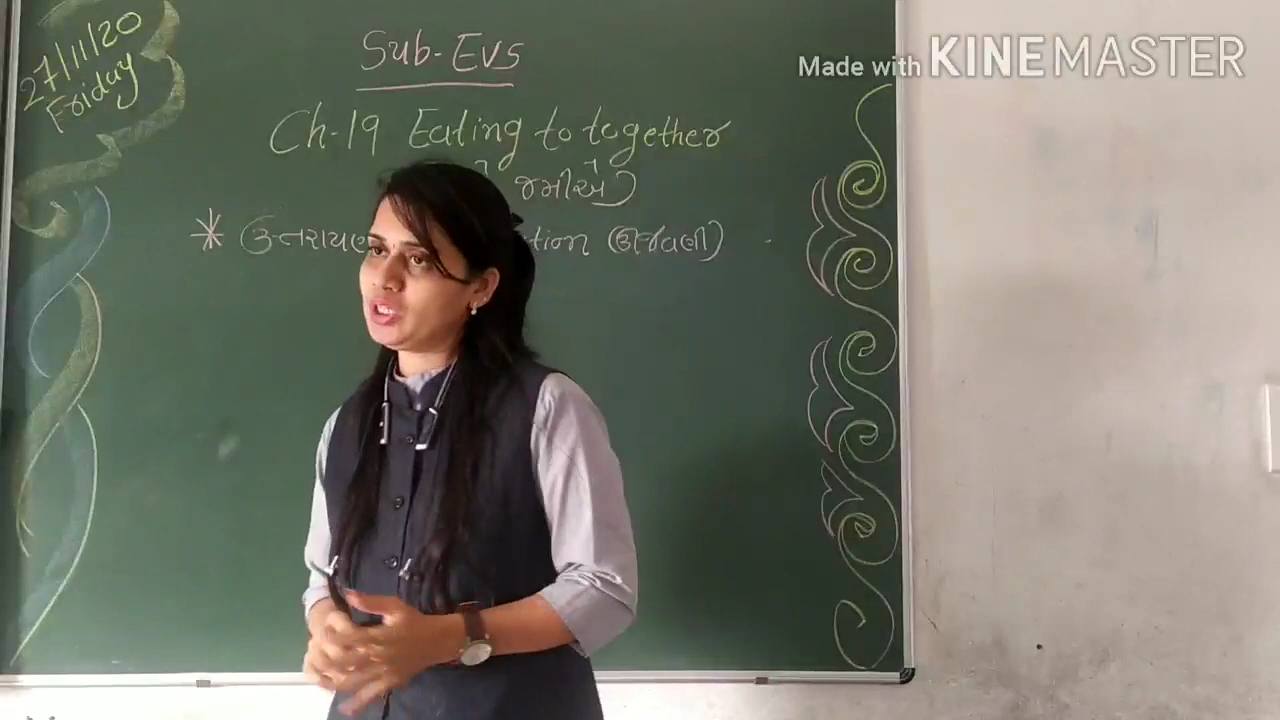 27/11/20
Friday
Sub-EVS
Ch-19 Eating to together
જમીએ)
* ઉત્તરાયણ (ઉજવણી)
Made with KINEMASTER